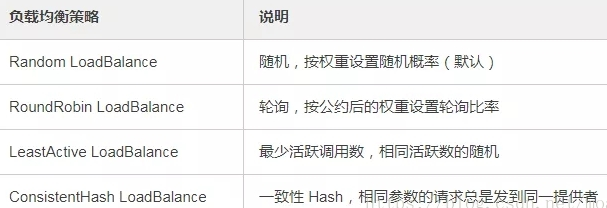 负载均衡策略 说明
Random LoadBalance 随机，按权重设置随机概率（默认）
RoundRobin LoadBalance 轮询，按公约后的权重设置轮询比率
LeastActive LoadBalance 最少活跃调用数，相同活跃数的随机
ConsistentHash LoadBalance 一致性 Hash，相同参数的请求总是发到同一提供者